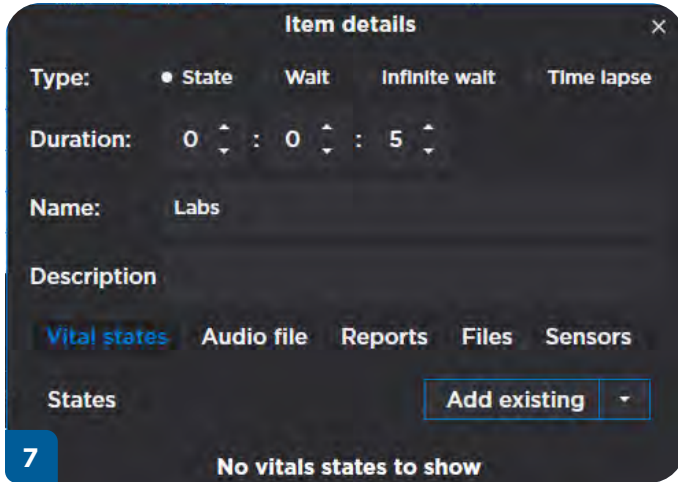 Item details ×
Type: State Wait Infinite wait Time lapse
Duration: 0 : 0 : 5
Name: Labs
Description
Vital states Audio file Reports Files Sensors
States Add existing
7 No vitals states to show